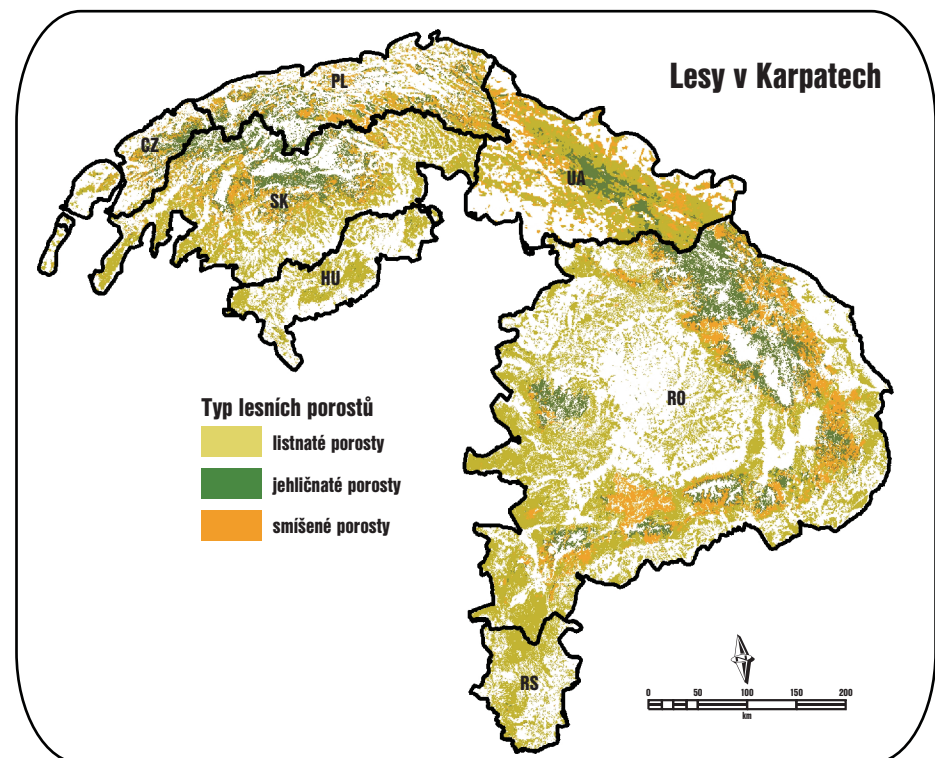 Lesy v Karpatech
PL
CZ
SK
UA
HU
RO
RS
Typ lesních porostů
listnaté porosty
jehličnaté porosty
smíšené porosty
0 50 100 150 200
km